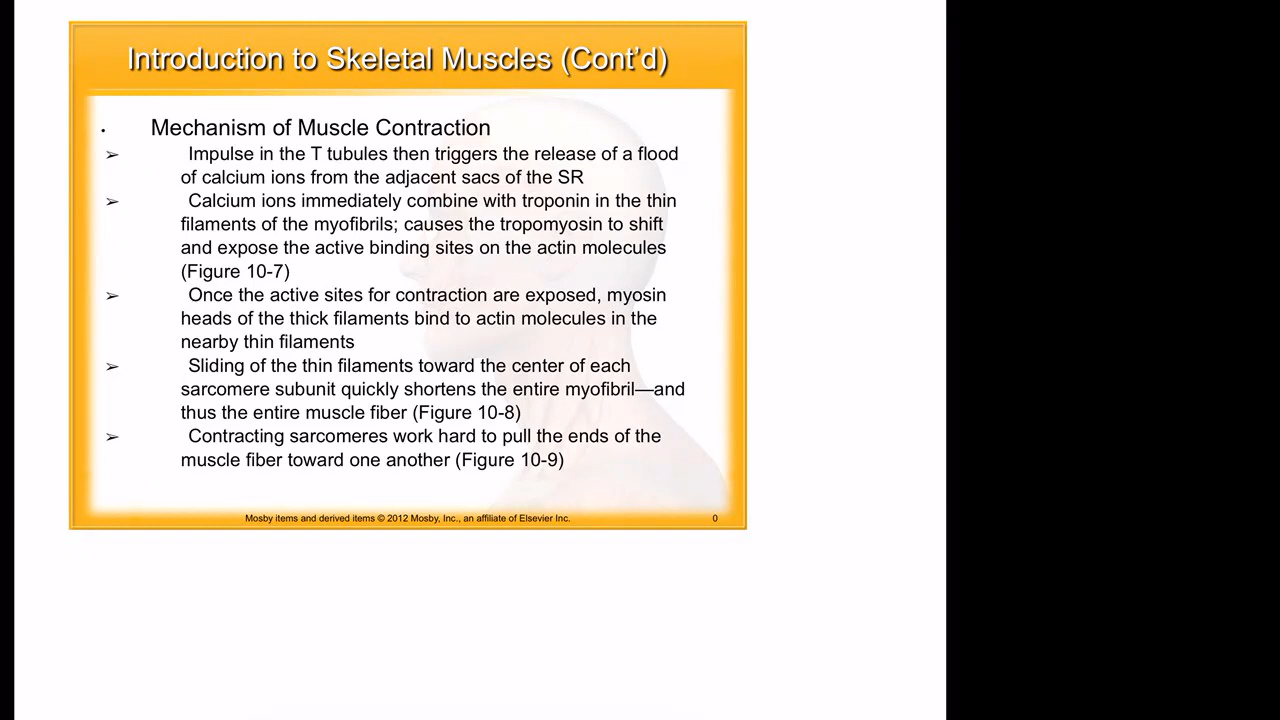 Introduction to Skeletal Muscles (Cont’d)
• Mechanism of Muscle Contraction
➢ Impulse in the T tubules then triggers the release of a flood
of calcium ions from the adjacent sacs of the SR
➢ Calcium ions immediately combine with troponin in the thin
filaments of the myofibrils; causes the tropomyosin to shift
and expose the active binding sites on the actin molecules
(Figure 10-7)
➢ Once the active sites for contraction are exposed, myosin
heads of the thick filaments bind to actin molecules in the
nearby thin filaments
➢ Sliding of the thin filaments toward the center of each
sarcomere subunit quickly shortens the entire myofibril—and
thus the entire muscle fiber (Figure 10-8)
➢ Contracting sarcomeres work hard to pull the ends of the
muscle fiber toward one another (Figure 10-9)
Mosby items and derived items © 2012 Mosby, Inc., an affiliate of Elsevier Inc. 0